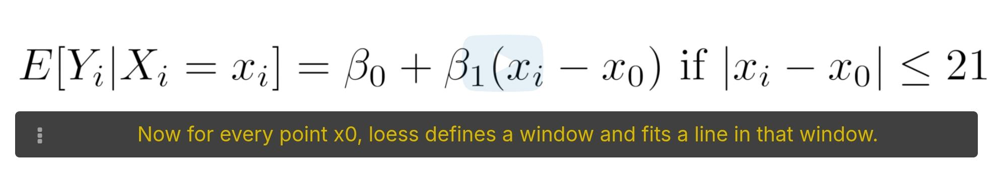 E[Y_i|X_i = x_i] = β_0 + β_1(x_i − x_0) if |x_i − x_0| ≤ 21
Now for every point x0, loess defines a window and fits a line in that window.